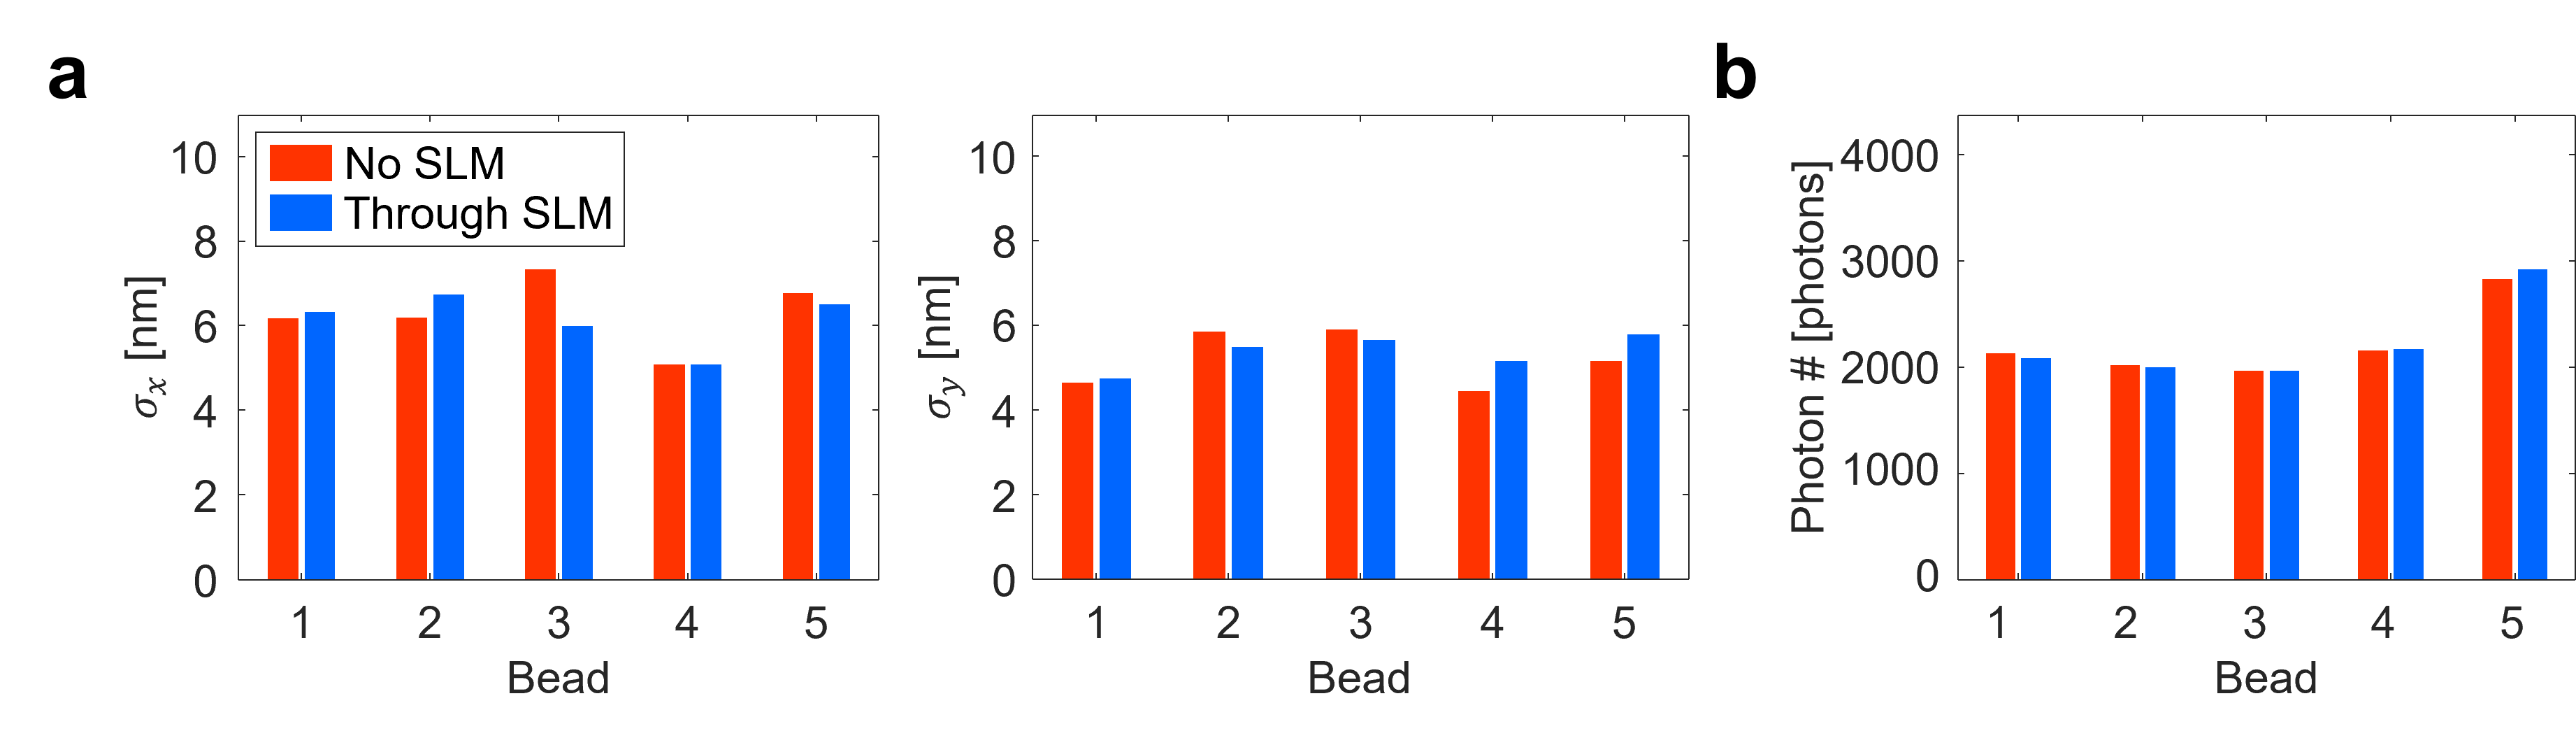 a
b
No SLM
Through SLM
10
8
6
4
2
0
σx [nm]
1 2 3 4 5
Bead
10
8
6
4
2
0
σy [nm]
1 2 3 4 5
Bead
4000
3000
2000
1000
0
Photon # [photons]
1 2 3 4 5
Bead